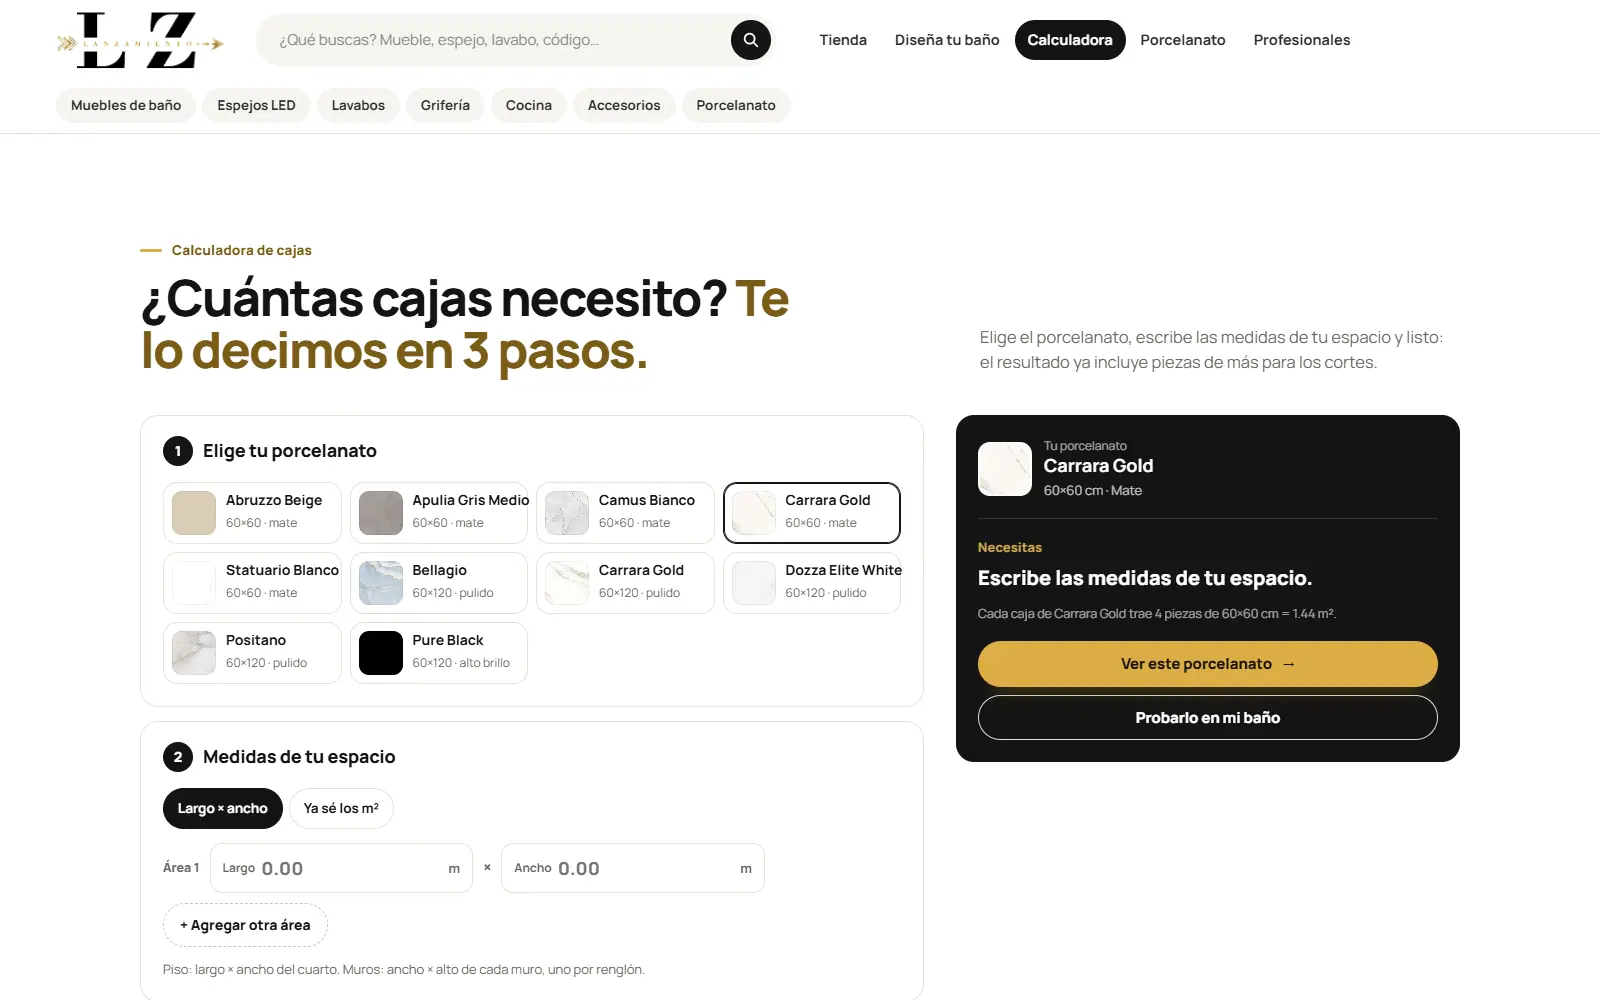 LZ
LANZAMIENTO
¿Qué buscas? Mueble, espejo, lavabo, código...
Tienda
Diseña tu baño
Calculadora
Porcelanato
Profesionales
Muebles de baño
Espejos LED
Lavabos
Grifería
Cocina
Accesorios
Porcelanato
Calculadora de cajas
¿Cuántas cajas necesito? Te
lo decimos en 3 pasos.
Elige el porcelanato, escribe las medidas de tu espacio y listo:
el resultado ya incluye piezas de más para los cortes.
1 Elige tu porcelanato
Abruzzo Beige
60×60 · mate
Apulia Gris Medio
60×60 · mate
Camus Bianco
60×60 · mate
Carrara Gold
60×60 · mate
Statuario Blanco
60×60 · mate
Bellagio
60×120 · pulido
Carrara Gold
60×120 · pulido
Dozza Elite White
60×120 · pulido
Positano
60×120 · pulido
Pure Black
60×120 · alto brillo
Tu porcelanato
Carrara Gold
60×60 cm · Mate
Necesitas
Escribe las medidas de tu espacio.
Cada caja de Carrara Gold trae 4 piezas de 60×60 cm = 1.44 m².
Ver este porcelanato →
Probarlo en mi baño
2 Medidas de tu espacio
Largo × ancho
Ya sé los m²
Área 1 Largo 0.00 m × Ancho 0.00 m
+ Agregar otra área
Piso: largo × ancho del cuarto. Muros: ancho × alto de cada muro, uno por renglón.